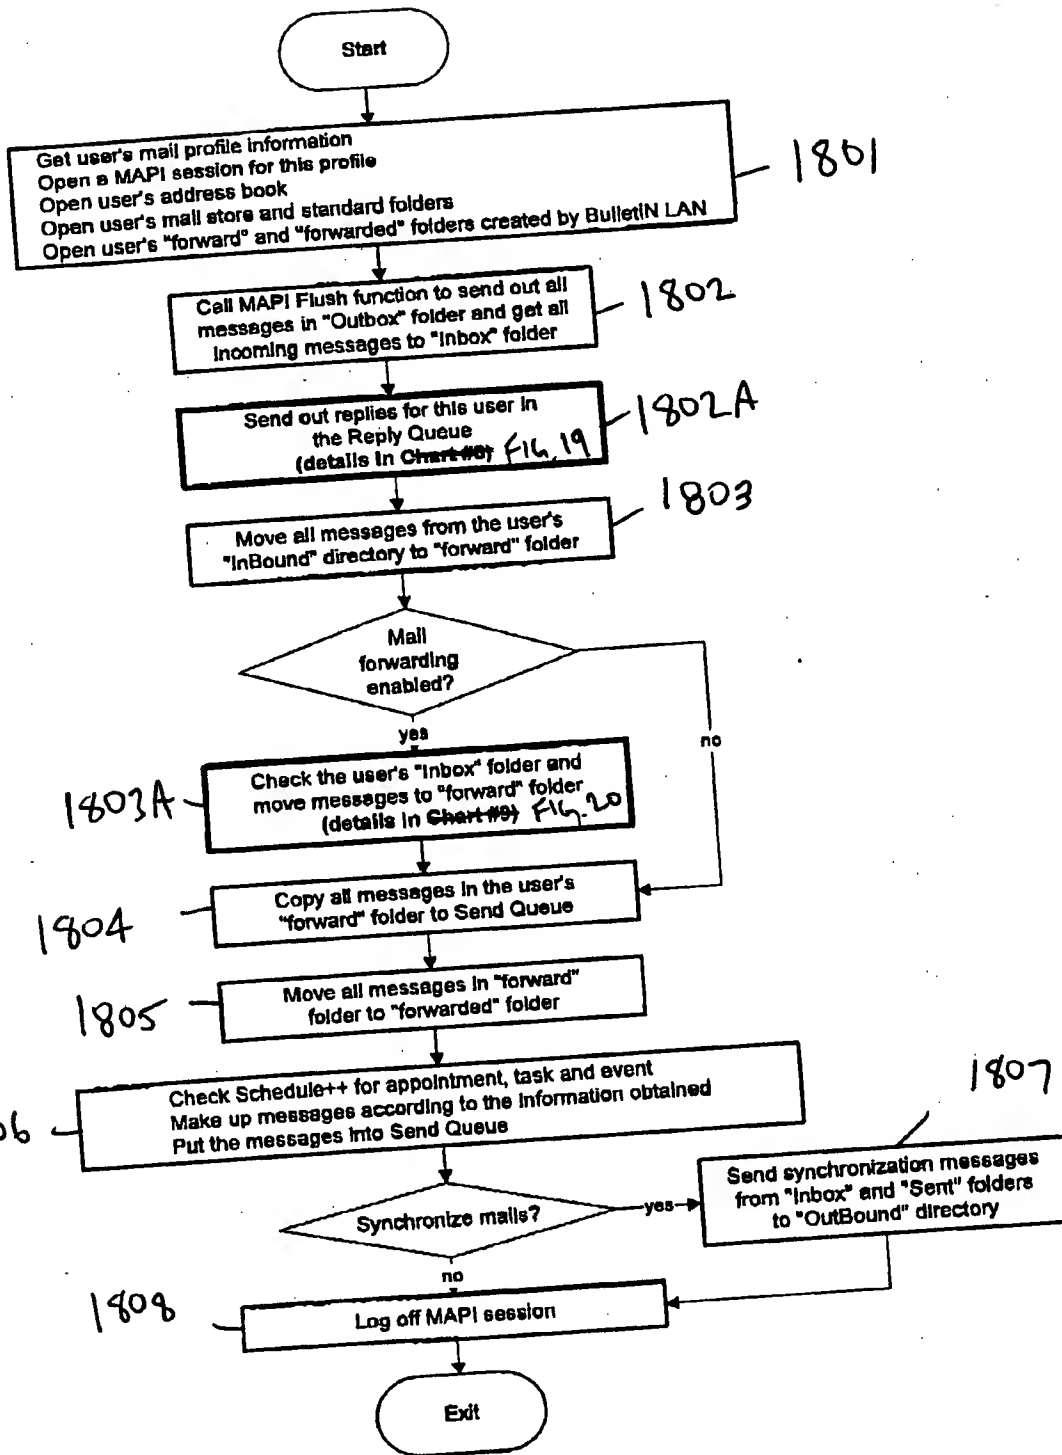 Start
Get user's mail profile information
Open a MAPI session for this profile
Open user's address book
Open user's mail store and standard folders
Open user's "forward" and "forwarded" folders created by BulletIN LAN
1801
Call MAPI Flush function to send out all
messages in "Outbox" folder and get all
incoming messages to "Inbox" folder
1802
Send out replies for this user in
the Reply Queue
(details in Chart #8) FIG. 19
1802A
Move all messages from the user's
"InBound" directory to "forward" folder
1803
Mail
forwarding
enabled?
yes
no
Check the user's "Inbox" folder and
move messages to "forward" folder
(details in Chart #9) FIG. 20
1803A
Copy all messages in the user's
"forward" folder to Send Queue
1804
Move all messages in "forward"
folder to "forwarded" folder
1805
Check Schedule++ for appointment, task and event
Make up messages according to the information obtained
Put the messages into Send Queue
06
1807
Send synchronization messages
from "Inbox" and "Sent" folders
to "OutBound" directory
Synchronize mails?
yes
no
1808
Log off MAPI session
Exit